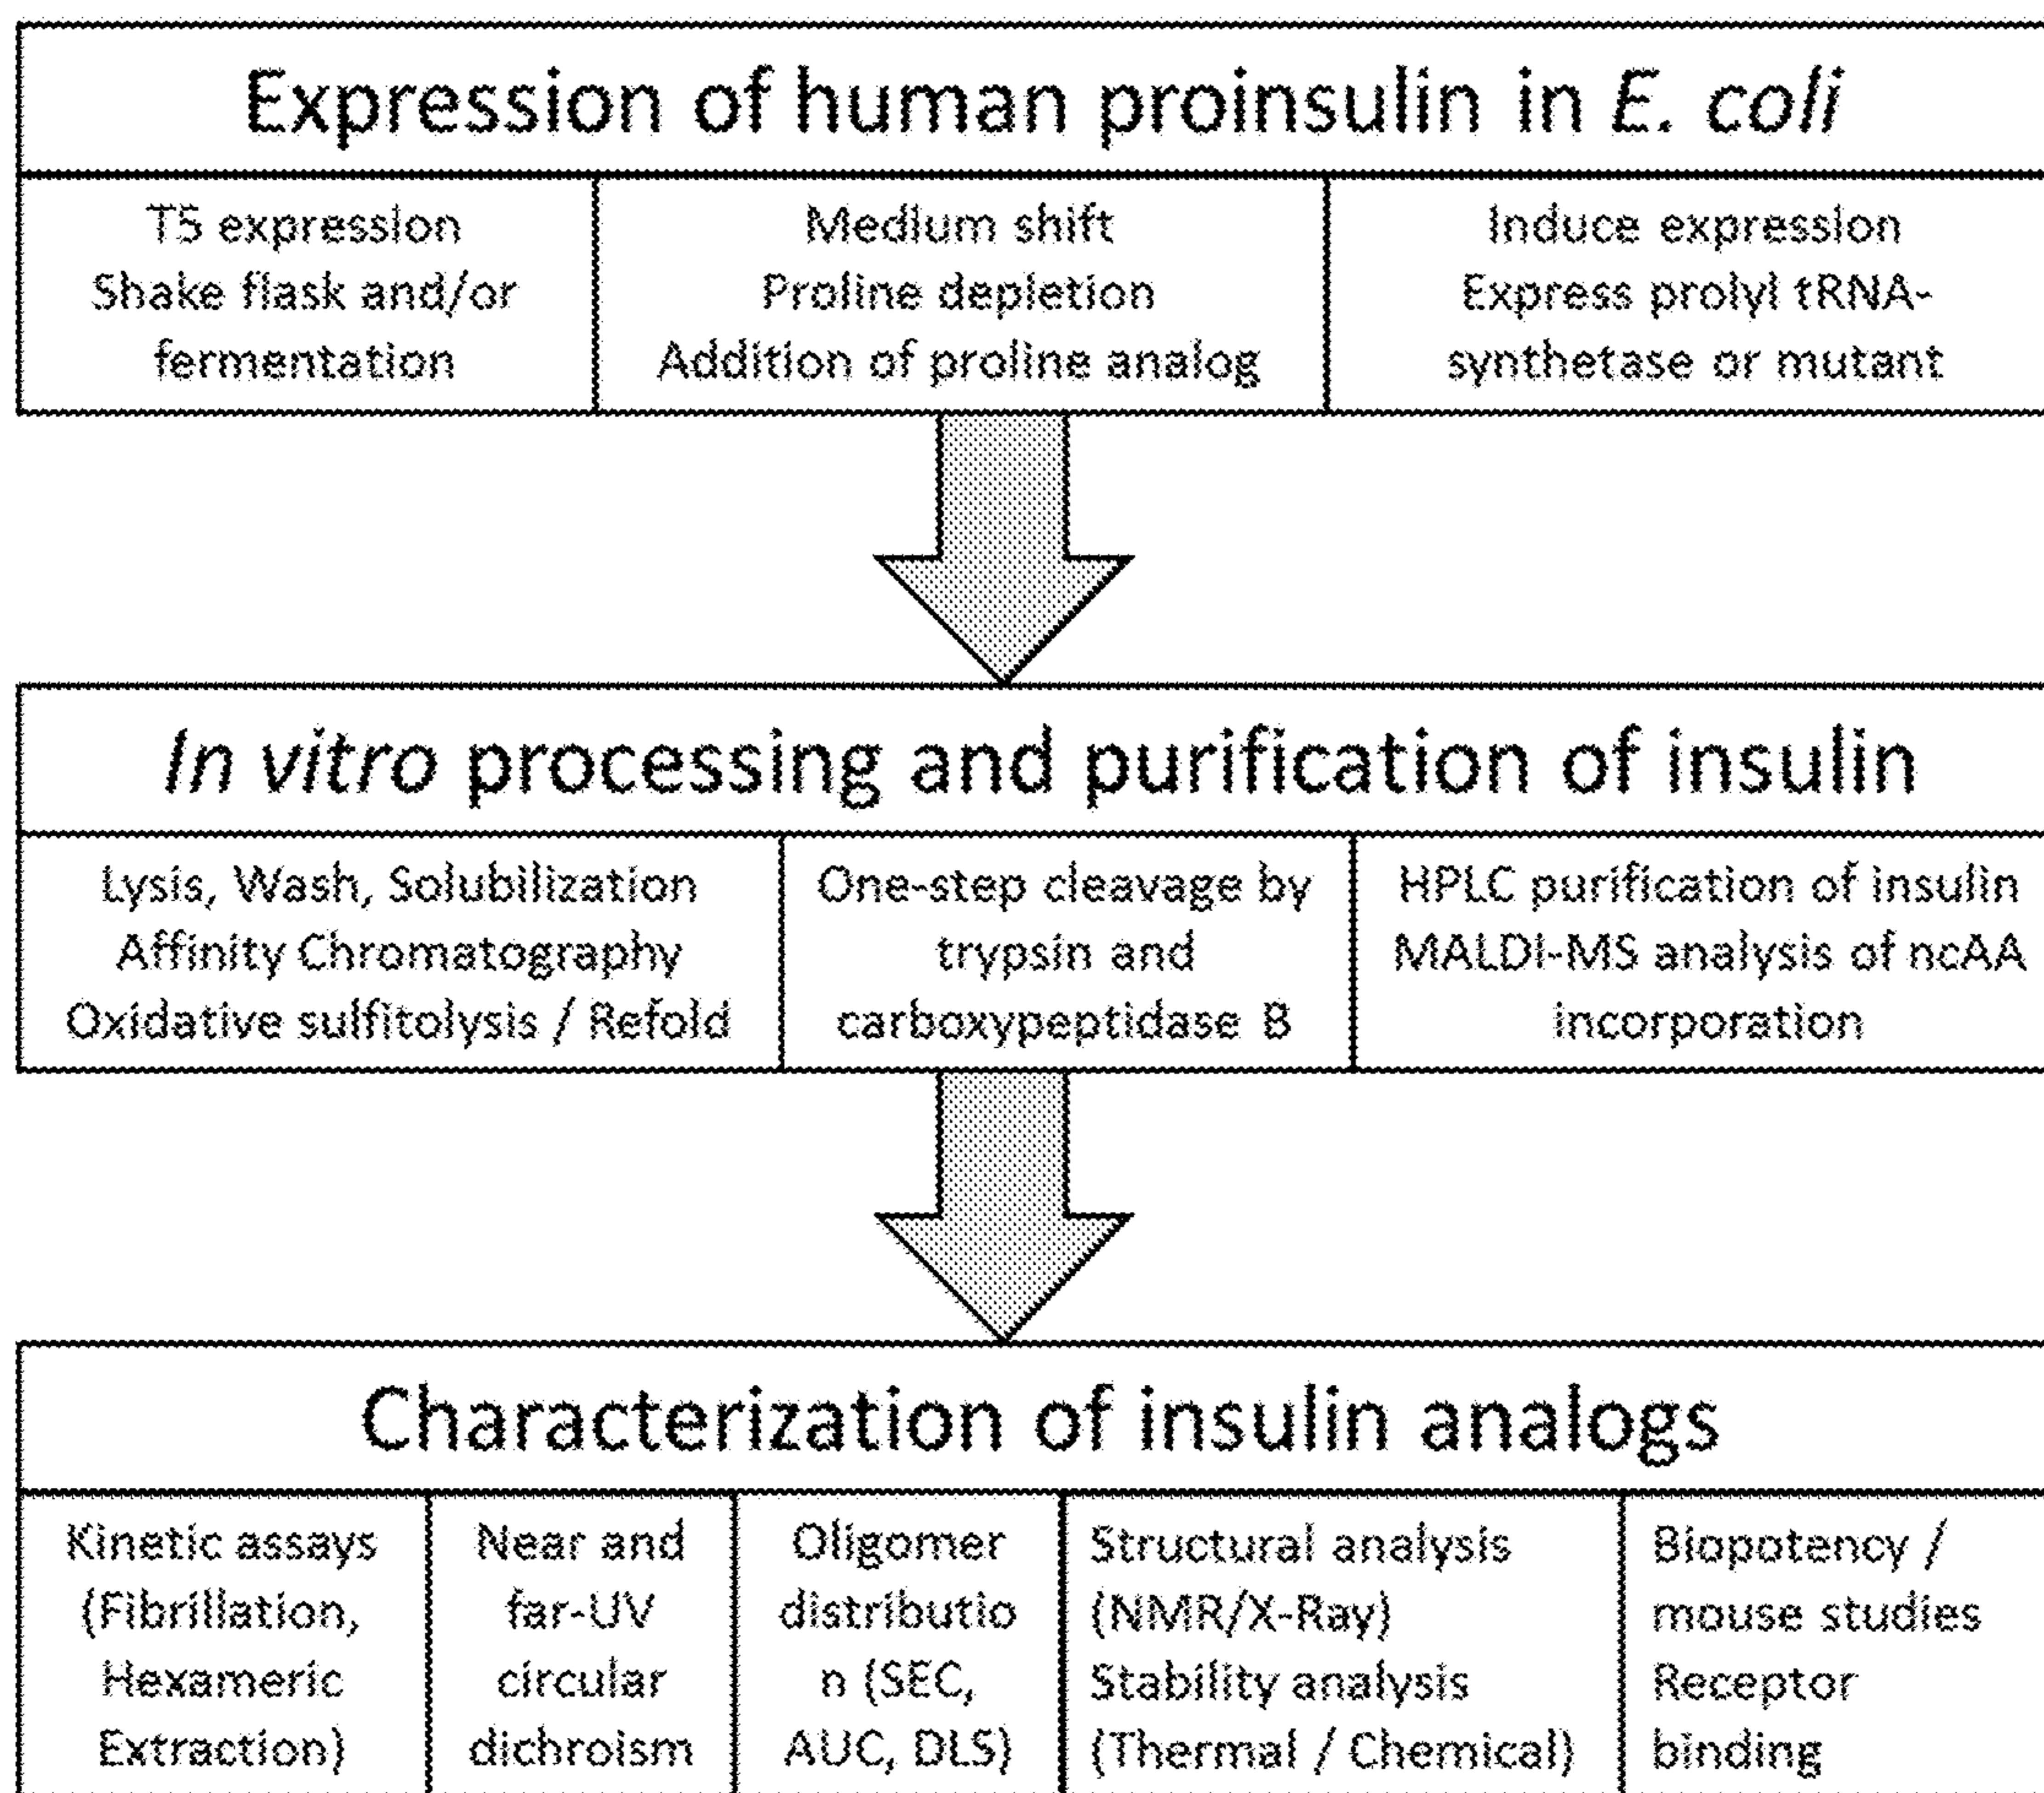 Expression of human proinsulin in E. coli
T5 expression
Shake flask and/or
fermentation
Medium shift
Proline depletion
Addition of proline analog
Induce expression
Express prolyl tRNA-
synthetase or mutant
In vitro processing and purification of insulin
Lysis, Wash, Solubilization
Affinity Chromatography
Oxidative sulfitolysis / Refold
One-step cleavage by
trypsin and
carboxypeptidase B
HPLC purification of insulin
MALDI-MS analysis of ncAA
incorporation
Characterization of insulin analogs
Kinetic assays
(Fibrillation,
Hexameric
Extraction)
Near and
far-UV
circular
dichroism
Oligomer
distributio
n (SEC,
AUC, DLS)
Structural analysis
(NMR/X-Ray)
Stability analysis
(Thermal / Chemical)
Biopotency /
mouse studies
Receptor
binding